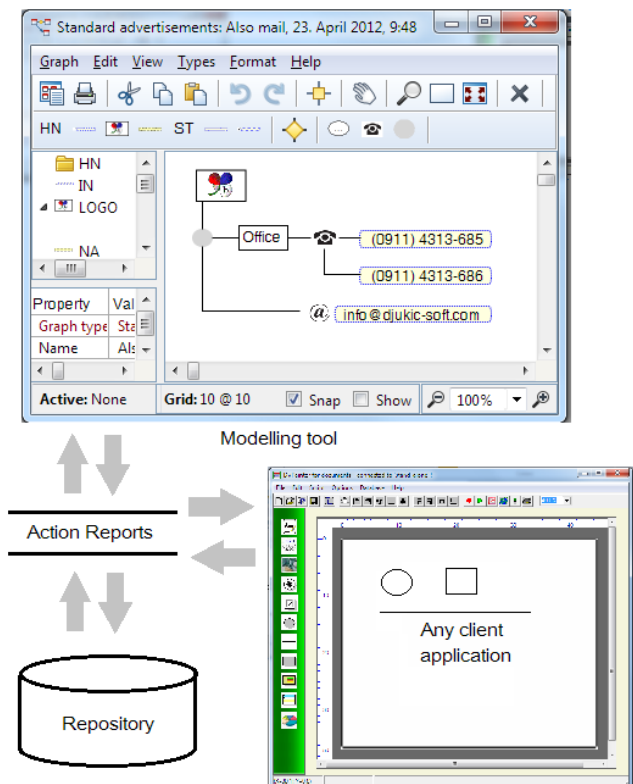 Standard advertisements: Also mail, 23. April 2012, 9:48
Graph Edit View Types Format Help
HN ST
HN
IN
LOGO
NA
Office
(0911) 4313-685
(0911) 4313-686
@ info@djukic-soft.com
Property Val
Graph type Sta
Name Als
Active: None Grid: 10 @ 10 Snap Show 100%
Modelling tool
Action Reports
Any client
application
Repository